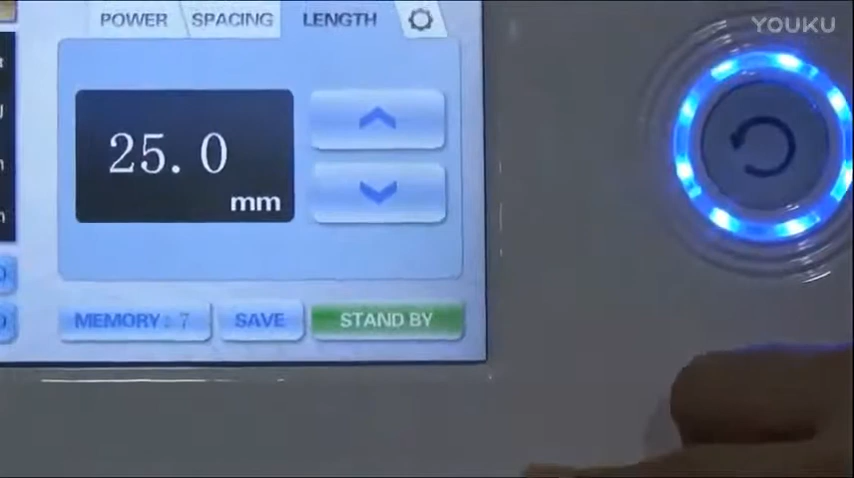 YOUKU
POWER SPACING LENGTH
25.0
mm
MEMORY: 7 SAVE STAND BY